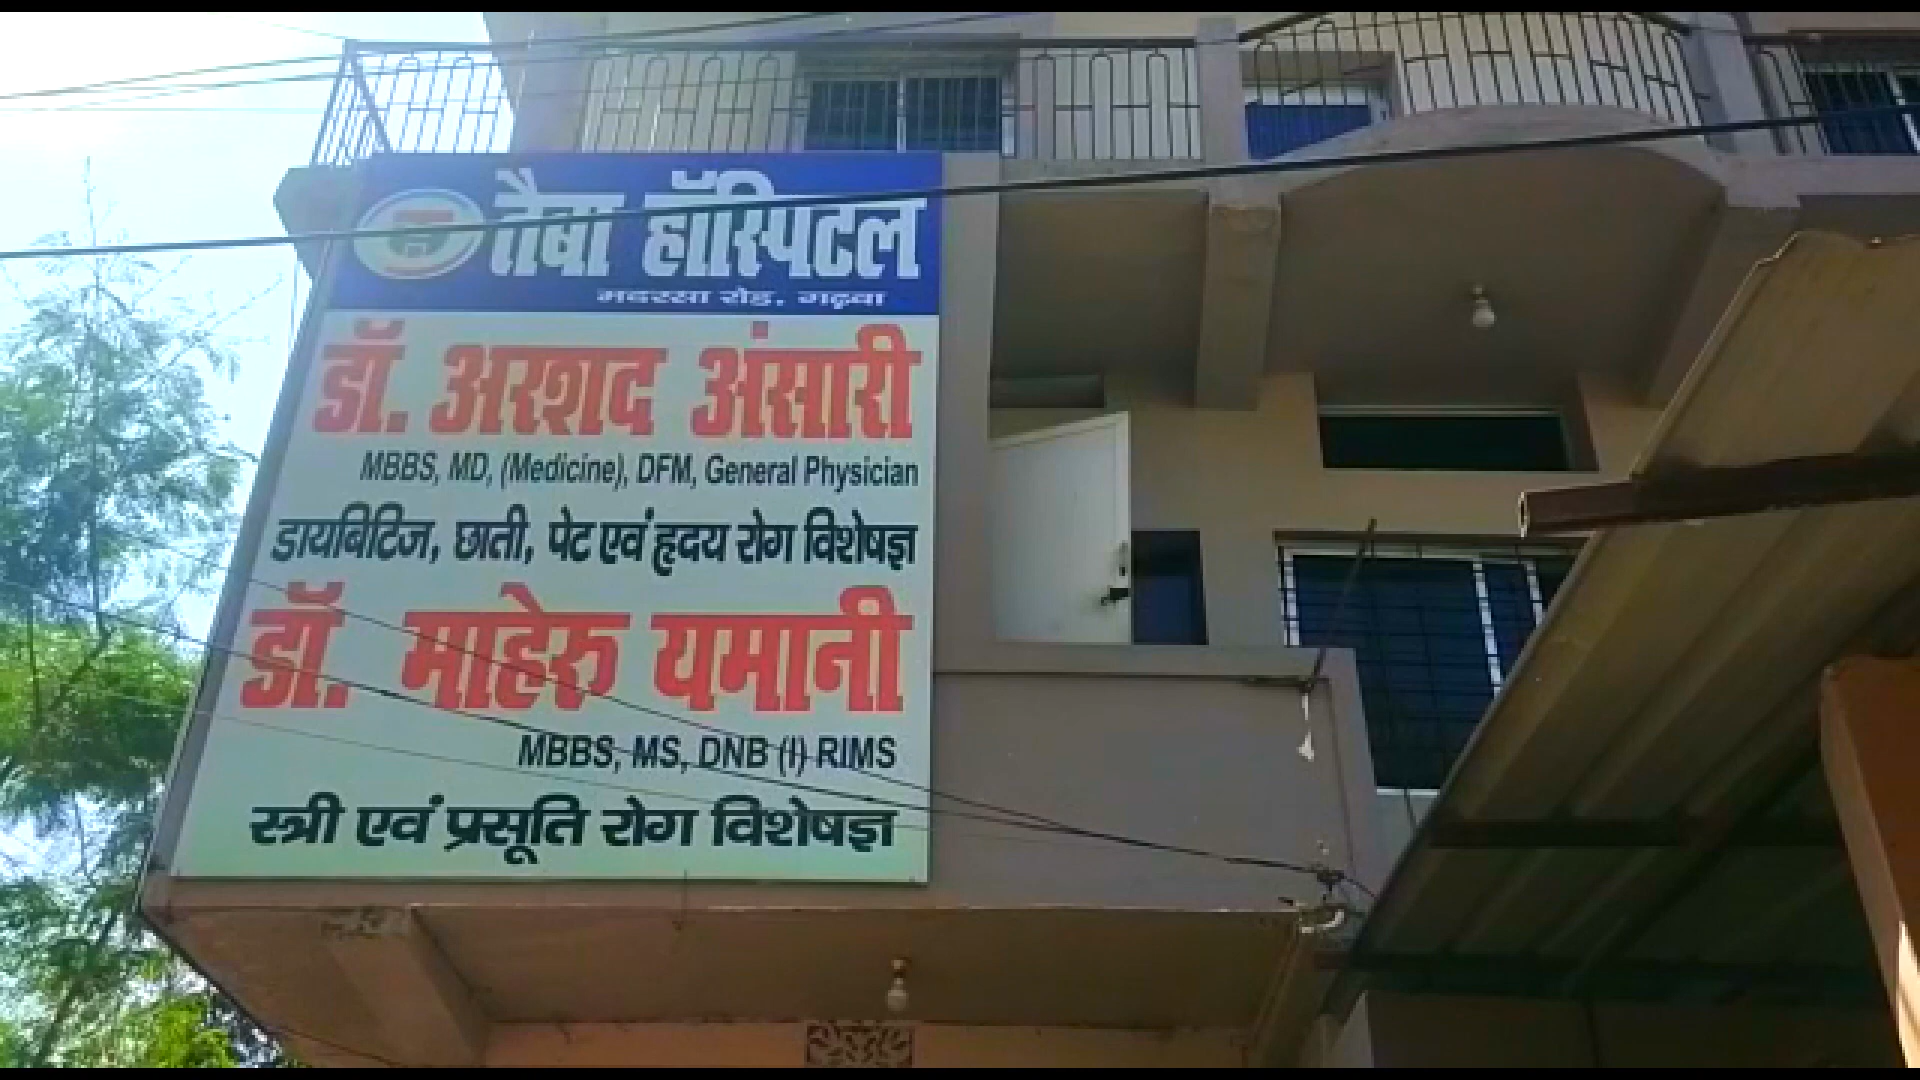 तैबा हॉस्पिटल
मदरसा रोड, गढ़वा
डॉ. अरशद अंसारी
MBBS, MD, (Medicine), DFM, General Physician
डायबिटिज, छाती, पेट एवं हृदय रोग विशेषज्ञ
डॉ. माहेरु यमानी
MBBS, MS, DNB (I) RIMS
स्त्री एवं प्रसूति रोग विशेषज्ञ